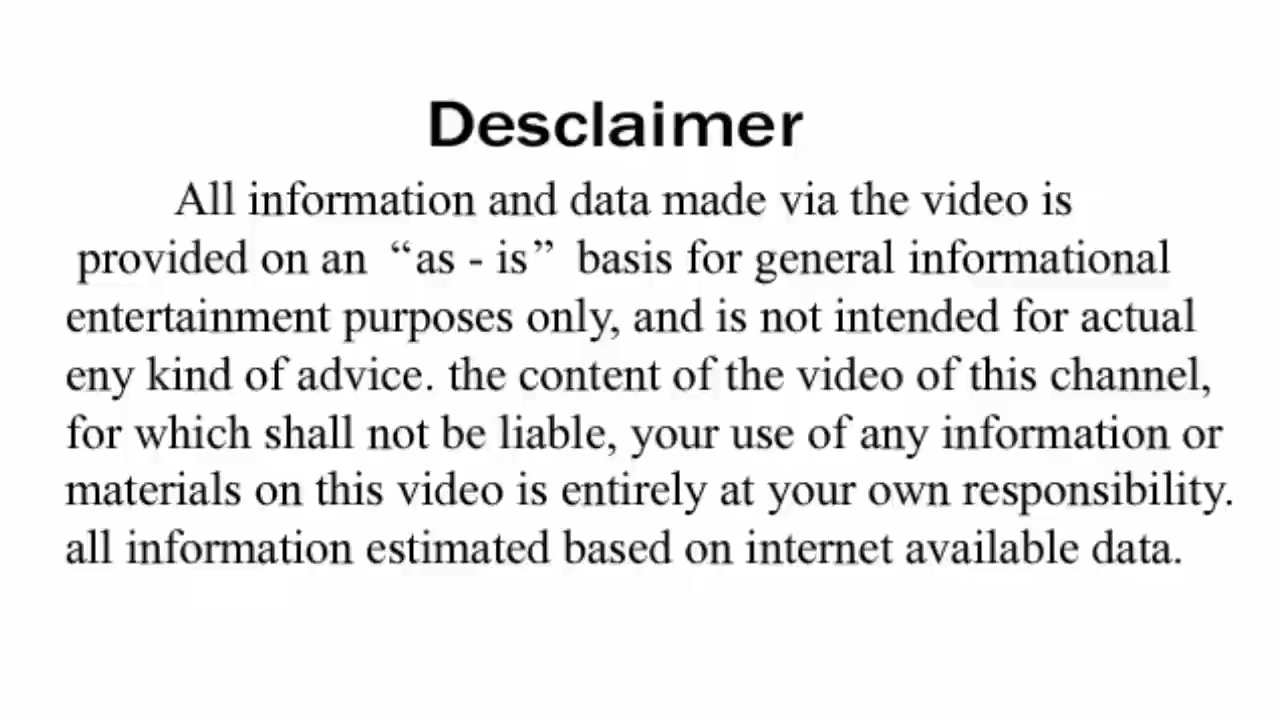 Desclaimer
All information and data made via the video is
provided on an “as - is” basis for general informational
entertainment purposes only, and is not intended for actual
eny kind of advice. the content of the video of this channel,
for which shall not be liable, your use of any information or
materials on this video is entirely at your own responsibility.
all information estimated based on internet available data.